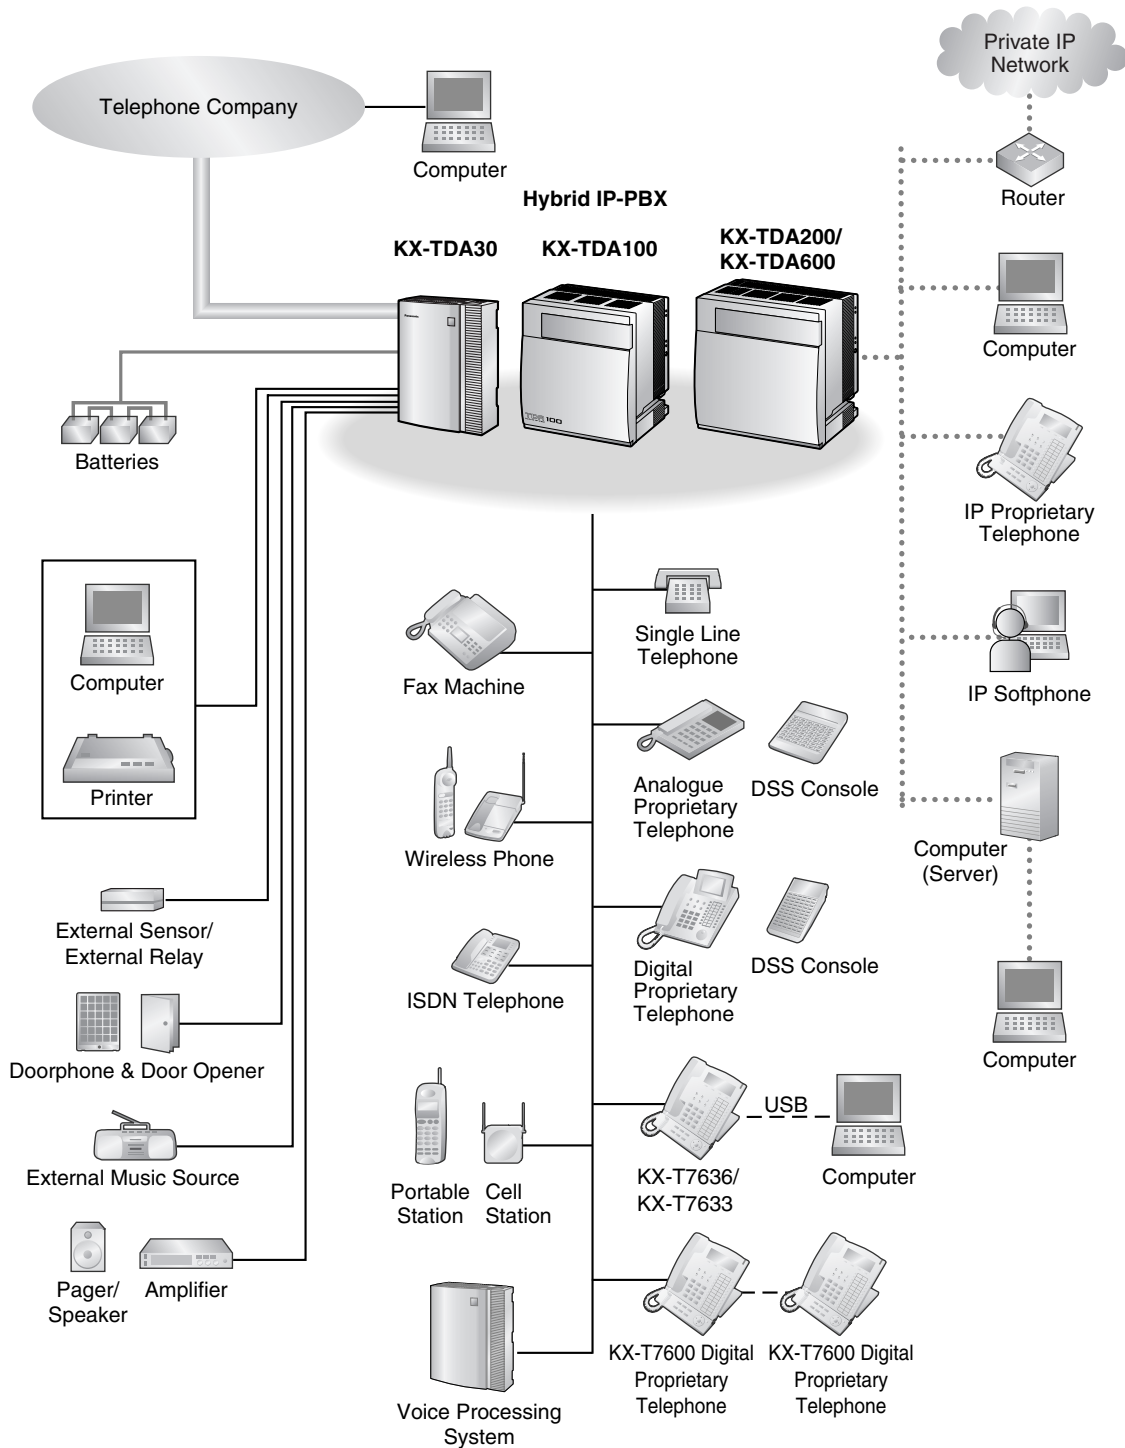 Private IP
Network
Telephone Company
Computer
Router
Hybrid IP-PBX
KX-TDA30
KX-TDA100
KX-TDA200/
KX-TDA600
Panasonic
TDA 100
Computer
Batteries
IP Proprietary
Telephone
Computer
Printer
Fax Machine
Single Line
Telephone
IP Softphone
Wireless Phone
Analogue
Proprietary
Telephone
DSS Console
Computer
(Server)
External Sensor/
External Relay
ISDN Telephone
Digital
Proprietary
Telephone
DSS Console
Computer
Doorphone & Door Opener
USB
External Music Source
Portable
Station
Cell
Station
KX-T7636/
KX-T7633
Computer
Pager/
Speaker
Amplifier
Voice Processing
System
KX-T7600 Digital
Proprietary
Telephone
KX-T7600 Digital
Proprietary
Telephone